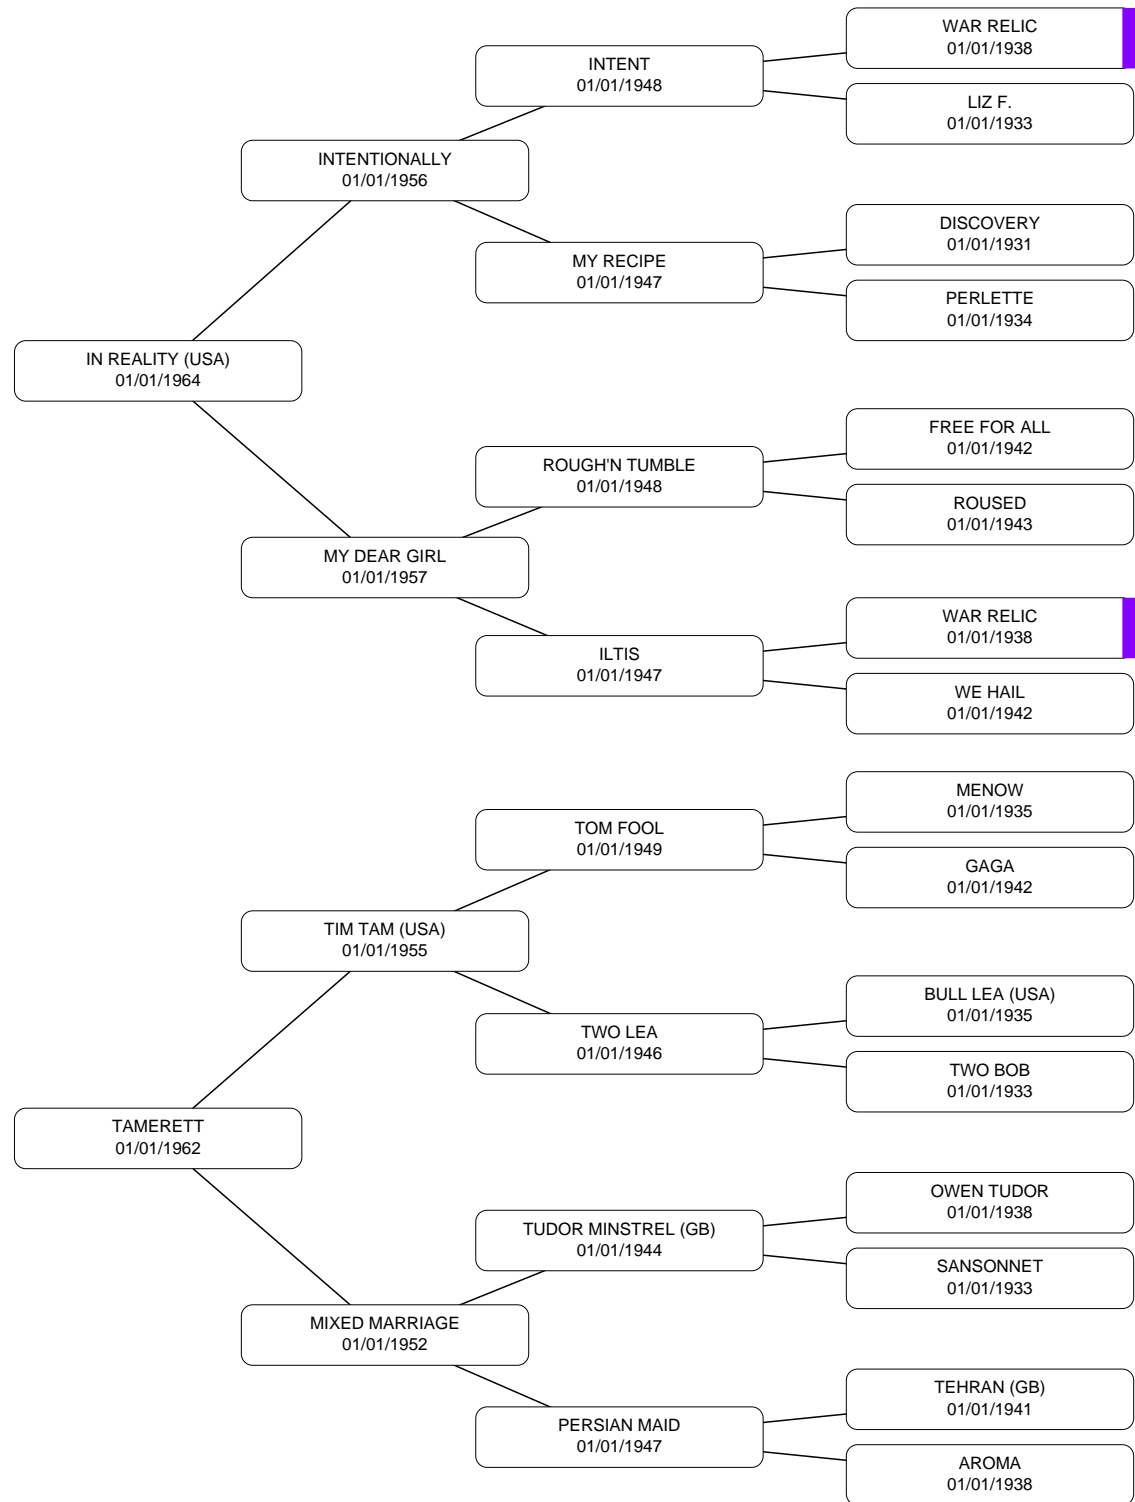 WAR RELIC
01/01/1938
INTENT
01/01/1948
LIZ F.
01/01/1933
INTENTIONALLY
01/01/1956
DISCOVERY
01/01/1931
MY RECIPE
01/01/1947
PERLETTE
01/01/1934
IN REALITY (USA)
01/01/1964
FREE FOR ALL
01/01/1942
ROUGH'N TUMBLE
01/01/1948
ROUSED
01/01/1943
MY DEAR GIRL
01/01/1957
WAR RELIC
01/01/1938
ILTIS
01/01/1947
WE HAIL
01/01/1942
MENOW
01/01/1935
TOM FOOL
01/01/1949
GAGA
01/01/1942
TIM TAM (USA)
01/01/1955
BULL LEA (USA)
01/01/1935
TWO LEA
01/01/1946
TWO BOB
01/01/1933
TAMERETT
01/01/1962
OWEN TUDOR
01/01/1938
TUDOR MINSTREL (GB)
01/01/1944
SANSONNET
01/01/1933
MIXED MARRIAGE
01/01/1952
TEHRAN (GB)
01/01/1941
PERSIAN MAID
01/01/1947
AROMA
01/01/1938